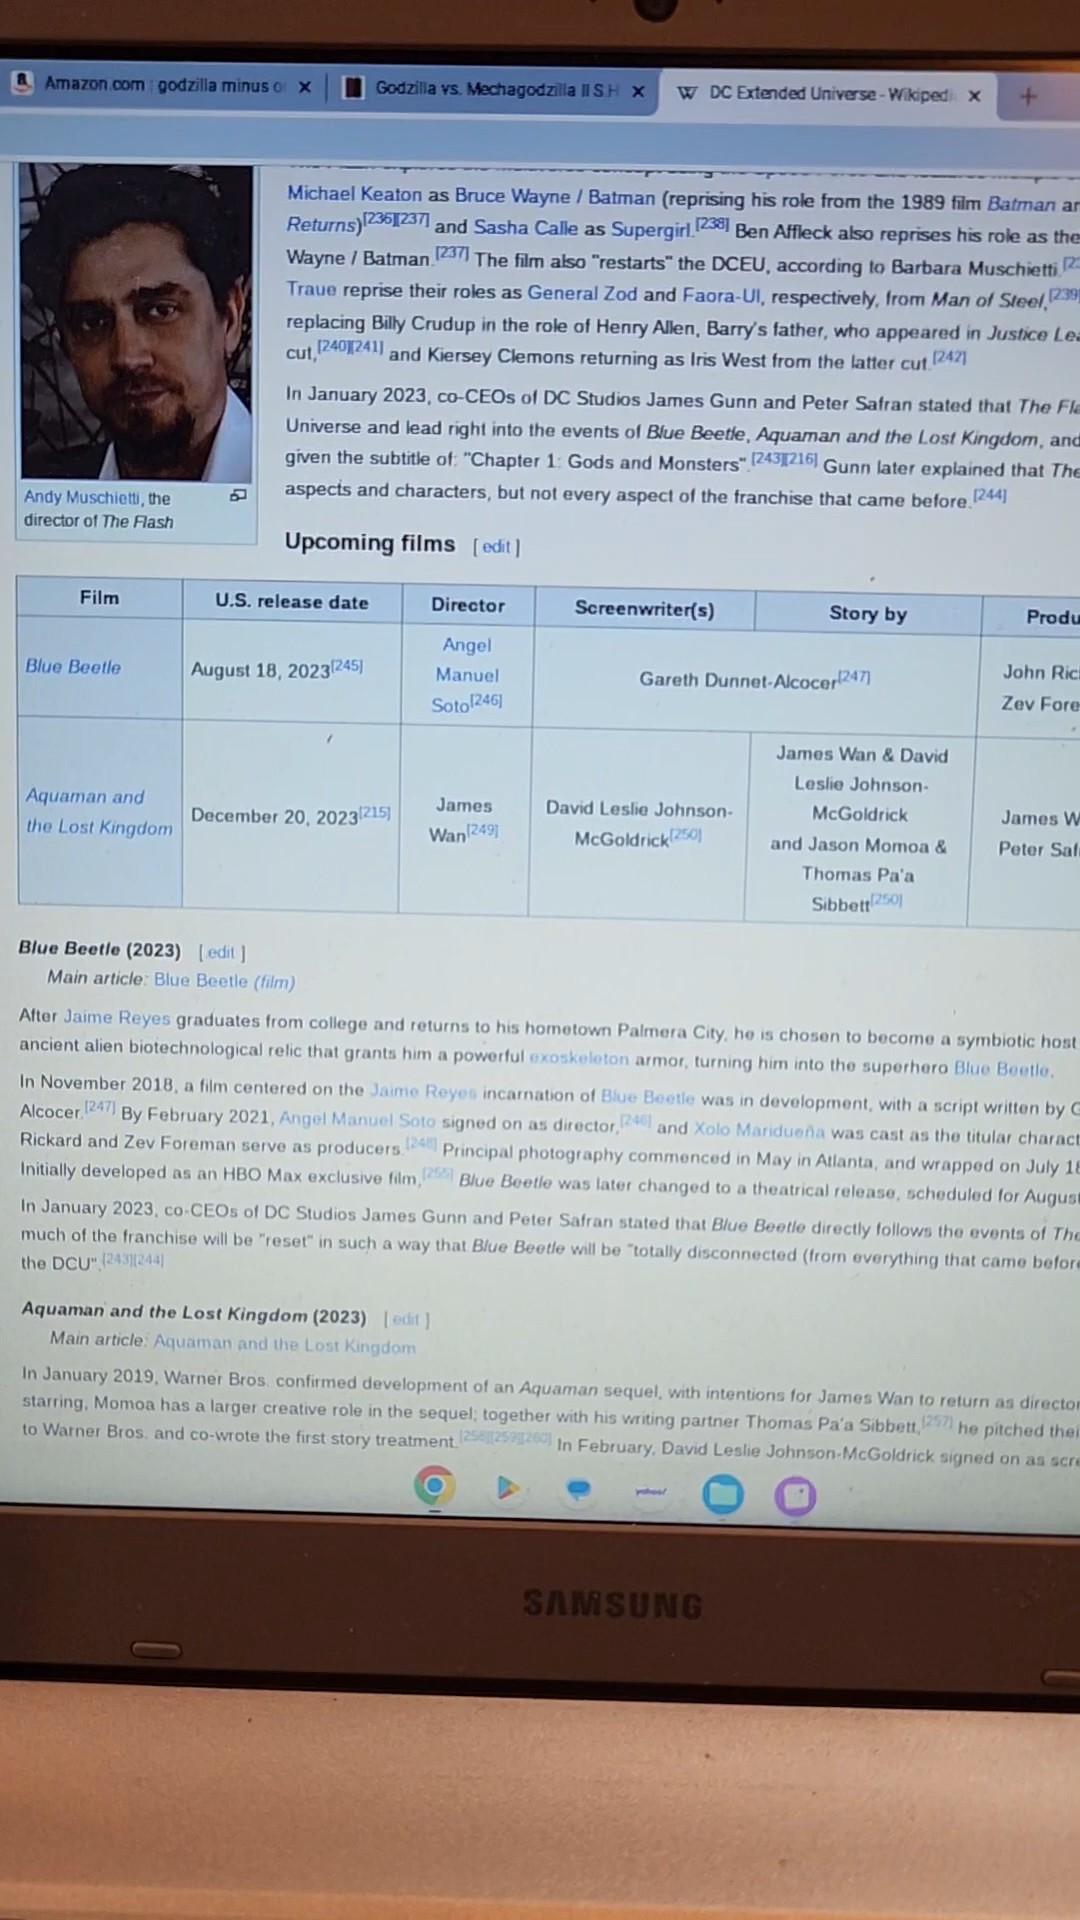 Amazon.com : godzilla minus o
Godzilla vs. Mechagodzilla II S.H
DC Extended Universe - Wikipedi
Michael Keaton as Bruce Wayne / Batman (reprising his role from the 1989 film Batman
Returns)[236][237] and Sasha Calle as Supergirl.[238] Ben Affleck also reprises his role as the
Wayne / Batman.[237] The film also "restarts" the DCEU, according to Barbara Muschietti.
Traue reprise their roles as General Zod and Faora-Ul, respectively, from Man of Steel,[239]
replacing Billy Crudup in the role of Henry Allen, Barry's father, who appeared in Justice
cut,[240][241] and Kiersey Clemons returning as Iris West from the latter cut.[242]
In January 2023, co-CEOs of DC Studios James Gunn and Peter Safran stated that The
Universe and lead right into the events of Blue Beetle, Aquaman and the Lost Kingdom, and
given the subtitle of: "Chapter 1: Gods and Monsters".[243][216] Gunn later explained that The
aspects and characters, but not every aspect of the franchise that came before.[244]
Andy Muschietti, the
director of The Flash
Upcoming films [ edit ]
Film U.S. release date Director Screenwriter(s) Story by Produ
Blue Beetle August 18, 2023[245] Angel Manuel Soto[246] Gareth Dunnet-Alcocer[247] John Ric Zev Fore
Aquaman and the Lost Kingdom December 20, 2023[215] James Wan[249] David Leslie Johnson-McGoldrick[250] James Wan & David Leslie Johnson-McGoldrick and Jason Momoa & Thomas Pa'a Sibbett[250] James W Peter Saf
Blue Beetle (2023) [ edit ]
Main article: Blue Beetle (film)
After Jaime Reyes graduates from college and returns to his hometown Palmera City, he is chosen to become a symbiotic host
ancient alien biotechnological relic that grants him a powerful exoskeleton armor, turning him into the superhero Blue Beetle.
In November 2018, a film centered on the Jaime Reyes incarnation of Blue Beetle was in development, with a script written by G
Alcocer.[247] By February 2021, Angel Manuel Soto signed on as director,[246] and Xolo Maridueña was cast as the titular charact
Rickard and Zev Foreman serve as producers.[248] Principal photography commenced in May in Atlanta, and wrapped on July 18
Initially developed as an HBO Max exclusive film,[255] Blue Beetle was later changed to a theatrical release, scheduled for August
In January 2023, co-CEOs of DC Studios James Gunn and Peter Safran stated that Blue Beetle directly follows the events of The
much of the franchise will be "reset" in such a way that Blue Beetle will be "totally disconnected (from everything that came before
the DCU".[243][244]
Aquaman and the Lost Kingdom (2023) [ edit ]
Main article: Aquaman and the Lost Kingdom
In January 2019, Warner Bros. confirmed development of an Aquaman sequel, with intentions for James Wan to return as director
starring, Momoa has a larger creative role in the sequel; together with his writing partner Thomas Pa'a Sibbett,[257] he pitched thei
to Warner Bros. and co-wrote the first story treatment.[258][259][260] In February, David Leslie Johnson-McGoldrick signed on as scre
yahoo!
SAMSUNG